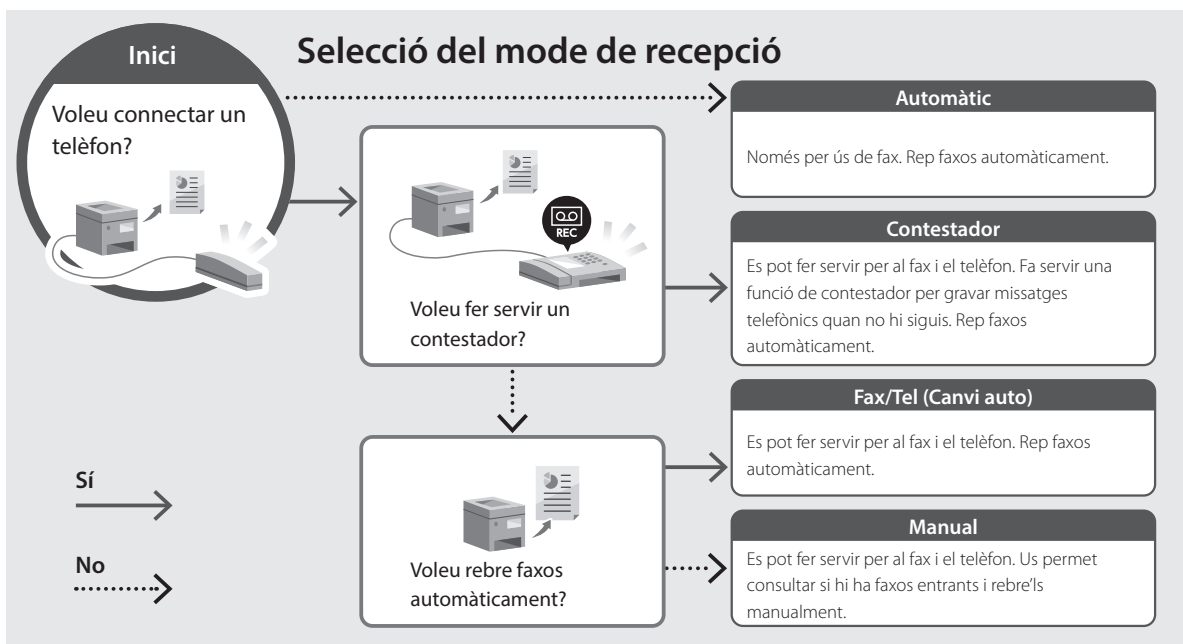 Inici
Selecció del mode de recepció
Voleu connectar un
telèfon?
REC
Voleu fer servir un
contestador?
Voleu rebre faxos
automàticament?
Automàtic
Només per ús de fax. Rep faxos automàticament.
Contestador
Es pot fer servir per al fax i el telèfon. Fa servir una
funció de contestador per gravar missatges
telefònics quan no hi siguis. Rep faxos
automàticament.
Fax/Tel (Canvi auto)
Es pot fer servir per al fax i el telèfon. Rep faxos
automàticament.
Manual
Es pot fer servir per al fax i el telèfon. Us permet
consultar si hi ha faxos entrants i rebre’ls
manualment.
Sí
No